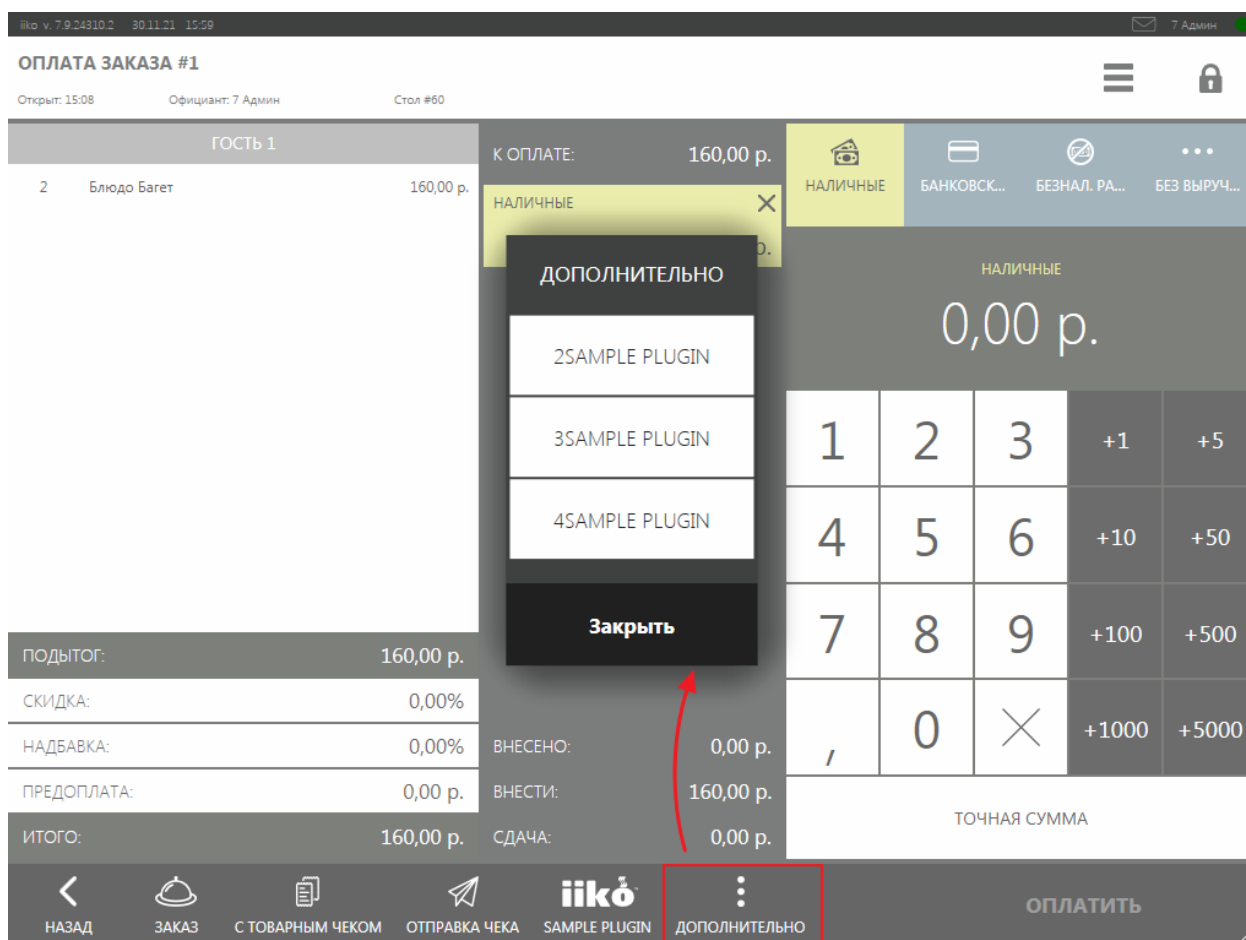 iiko v. 7.9.24310.2 30.11.21 15:59 7 Админ
ОПЛАТА ЗАКАЗА #1
Открыт: 15:08 Официант: 7 Админ Стол #60
ГОСТЬ 1
2 Блюдо Багет 160,00 р.
ПОДЫТОГ: 160,00 р.
СКИДКА: 0,00%
НАДБАВКА: 0,00%
ПРЕДОПЛАТА: 0,00 р.
ИТОГО: 160,00 р.
К ОПЛАТЕ: 160,00 р.
НАЛИЧНЫЕ
р.
ДОПОЛНИТЕЛЬНО
2SAMPLE PLUGIN
3SAMPLE PLUGIN
4SAMPLE PLUGIN
Закрыть
ВНЕСЕНО: 0,00 р.
ВНЕСТИ: 160,00 р.
СДАЧА: 0,00 р.
НАЛИЧНЫЕ БАНКОВСК... БЕЗНАЛ. РА... БЕЗ ВЫРУЧ...
НАЛИЧНЫЕ
0,00 р.
1 2 3 +1 +5
4 5 6 +10 +50
7 8 9 +100 +500
, 0 +1000 +5000
ТОЧНАЯ СУММА
iiko
НАЗАД ЗАКАЗ С ТОВАРНЫМ ЧЕКОМ ОТПРАВКА ЧЕКА SAMPLE PLUGIN ДОПОЛНИТЕЛЬНО ОПЛАТИТЬ